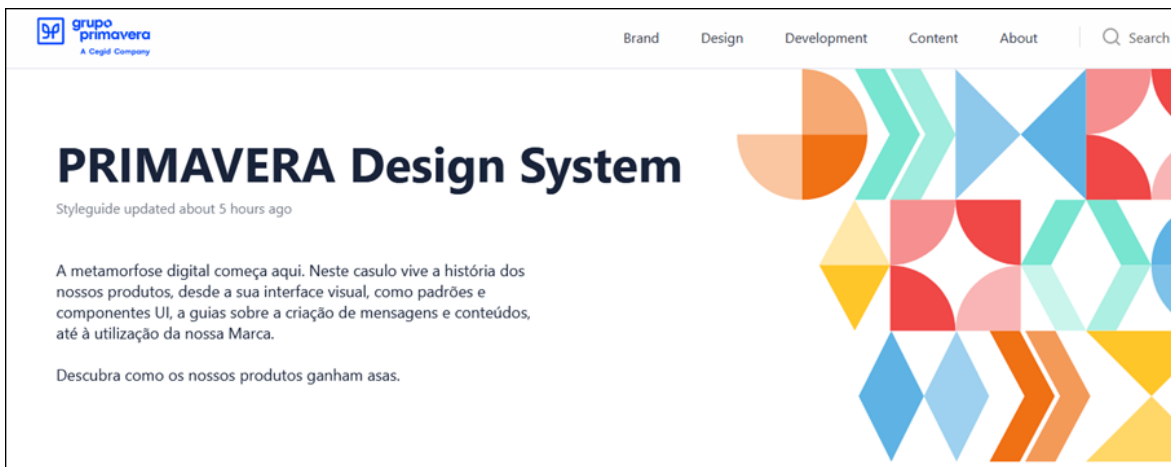 grupo
primavera
A Cegid Company
Brand Design Development Content About Search
PRIMAVERA Design System
Styleguide updated about 5 hours ago
A metamorfose digital começa aqui. Neste casulo vive a história dos
nossos produtos, desde a sua interface visual, como padrões e
componentes UI, a guias sobre a criação de mensagens e conteúdos,
até à utilização da nossa Marca.
Descubra como os nossos produtos ganham asas.